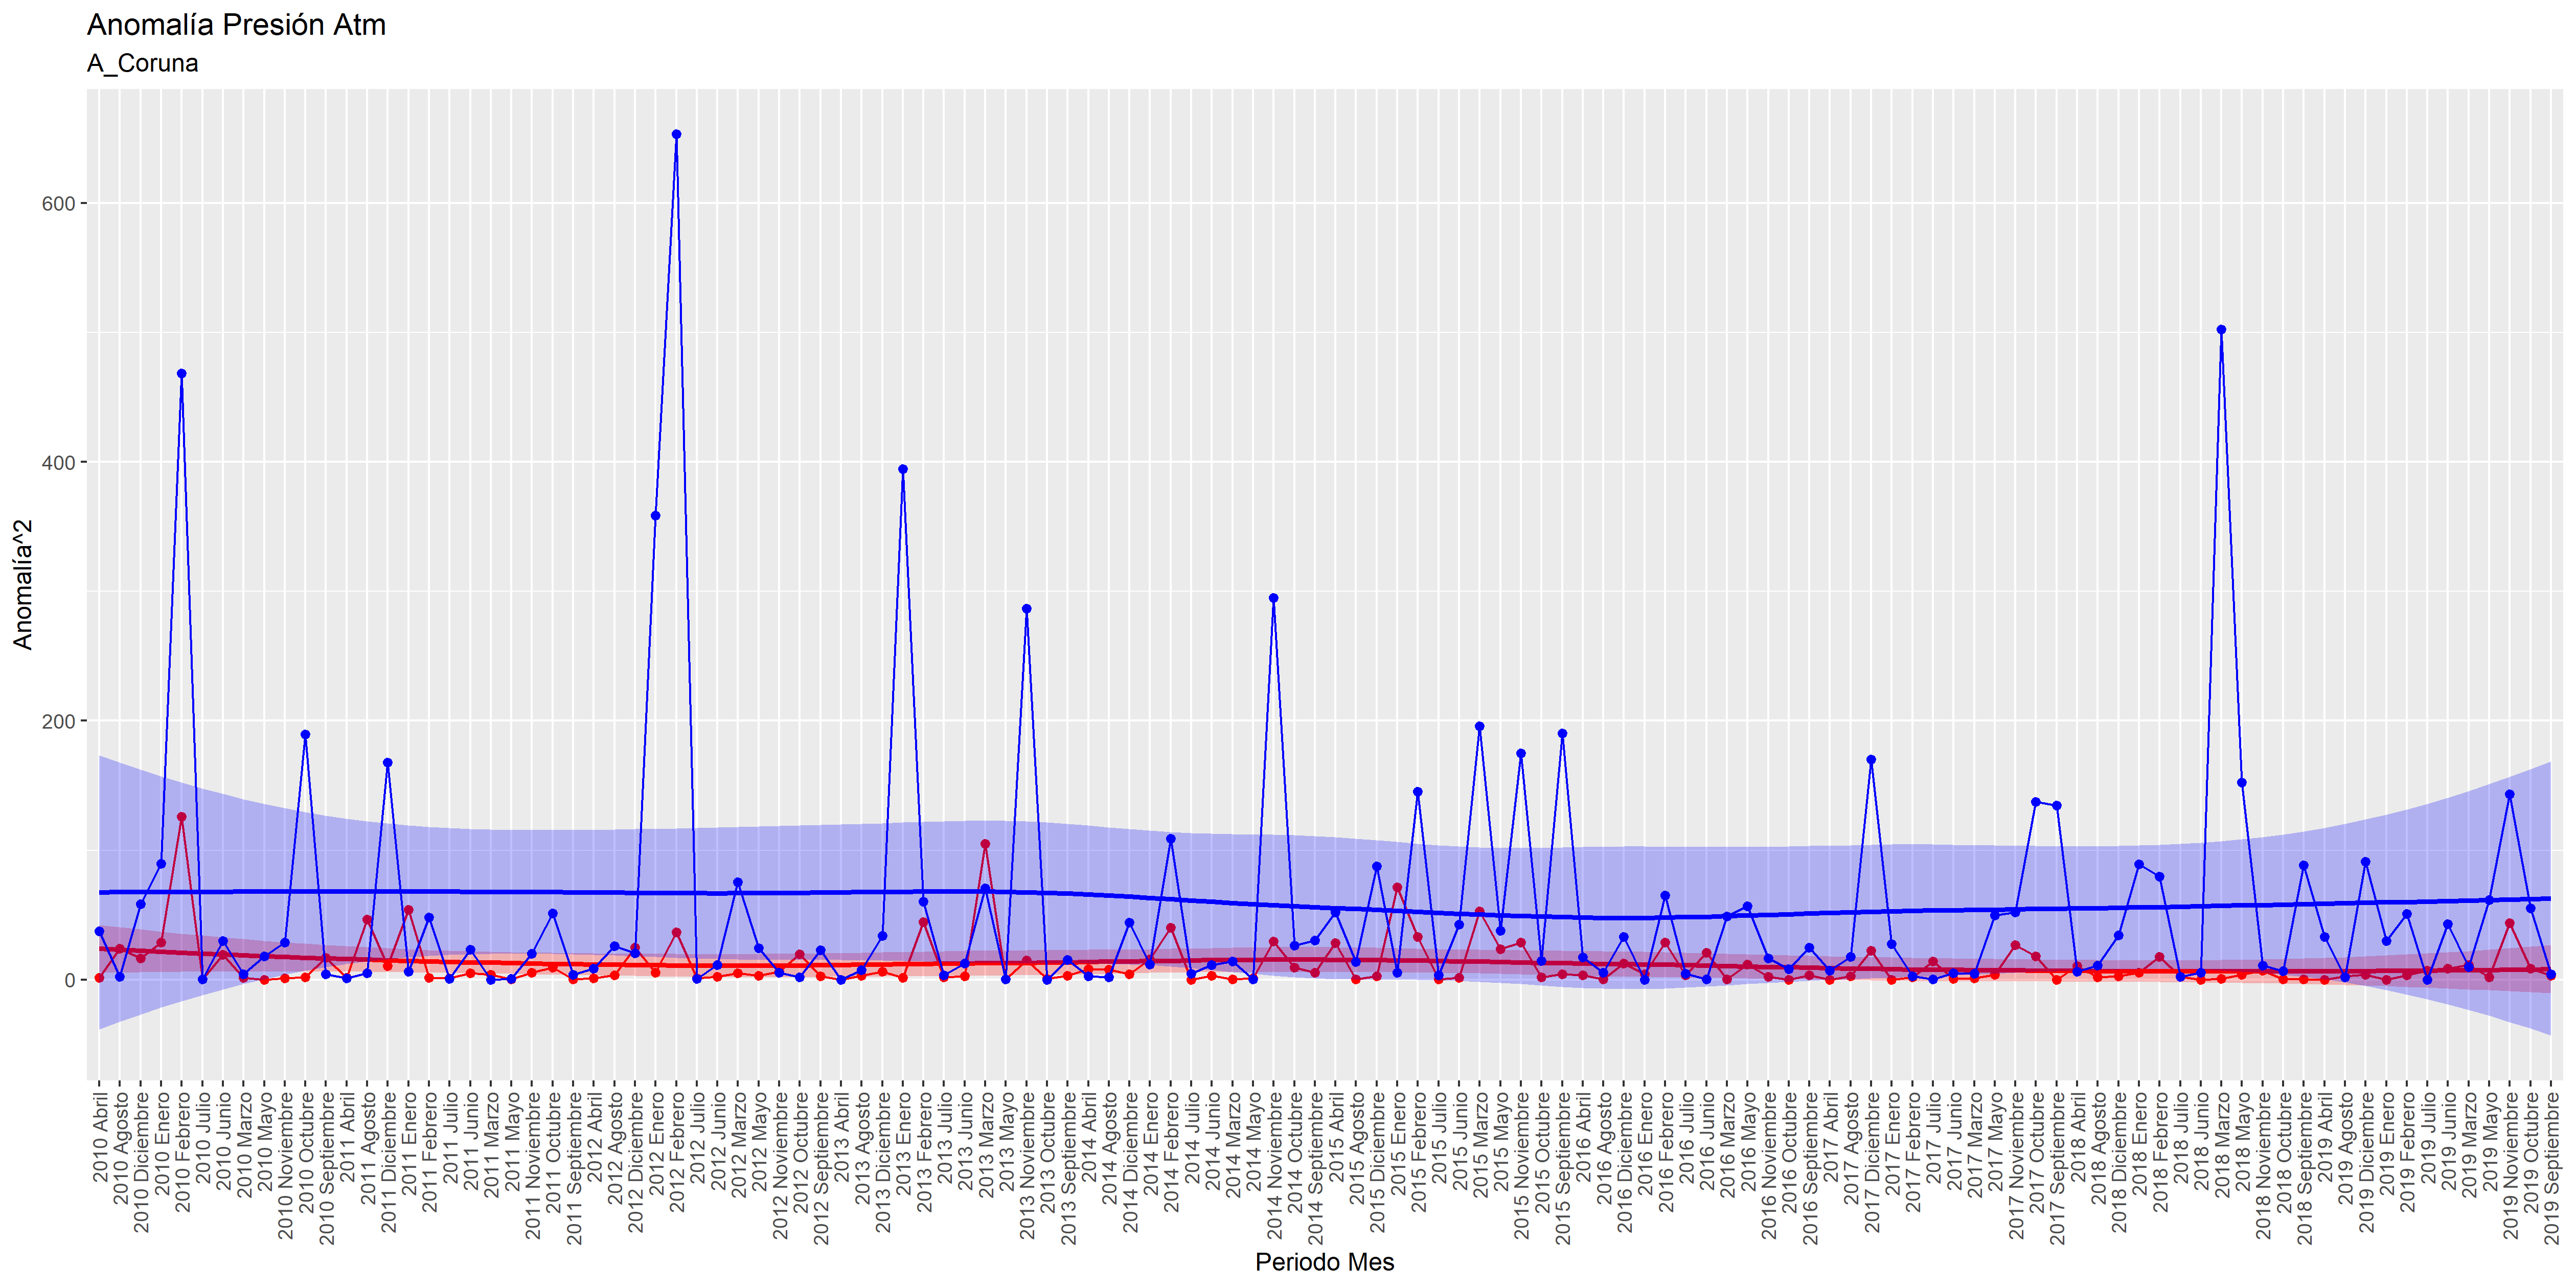 Anomalía Presión Atm
A_Coruna
Anomalía^2
600
400
200
0
2010 Abril
2010 Agosto
2010 Diciembre
2010 Enero
2010 Febrero
2010 Julio
2010 Junio
2010 Marzo
2010 Mayo
2010 Noviembre
2010 Octubre
2010 Septiembre
2011 Abril
2011 Agosto
2011 Diciembre
2011 Enero
2011 Febrero
2011 Julio
2011 Junio
2011 Marzo
2011 Mayo
2011 Noviembre
2011 Octubre
2011 Septiembre
2012 Abril
2012 Agosto
2012 Diciembre
2012 Enero
2012 Febrero
2012 Julio
2012 Junio
2012 Marzo
2012 Mayo
2012 Noviembre
2012 Octubre
2012 Septiembre
2013 Abril
2013 Agosto
2013 Diciembre
2013 Enero
2013 Febrero
2013 Julio
2013 Junio
2013 Marzo
2013 Mayo
2013 Noviembre
2013 Octubre
2013 Septiembre
2014 Abril
2014 Agosto
2014 Diciembre
2014 Enero
2014 Febrero
2014 Julio
2014 Junio
2014 Marzo
2014 Mayo
2014 Noviembre
2014 Octubre
2014 Septiembre
2015 Abril
2015 Agosto
2015 Diciembre
2015 Enero
2015 Febrero
2015 Julio
2015 Junio
2015 Marzo
2015 Mayo
2015 Noviembre
2015 Octubre
2015 Septiembre
2016 Abril
2016 Agosto
2016 Diciembre
2016 Enero
2016 Febrero
2016 Julio
2016 Junio
2016 Marzo
2016 Mayo
2016 Noviembre
2016 Octubre
2016 Septiembre
2017 Abril
2017 Agosto
2017 Diciembre
2017 Enero
2017 Febrero
2017 Julio
2017 Junio
2017 Marzo
2017 Mayo
2017 Noviembre
2017 Octubre
2017 Septiembre
2018 Abril
2018 Agosto
2018 Diciembre
2018 Enero
2018 Febrero
2018 Julio
2018 Junio
2018 Marzo
2018 Mayo
2018 Noviembre
2018 Octubre
2018 Septiembre
2019 Abril
2019 Agosto
2019 Diciembre
2019 Enero
2019 Febrero
2019 Julio
2019 Junio
2019 Marzo
2019 Mayo
2019 Noviembre
2019 Octubre
2019 Septiembre
Periodo Mes